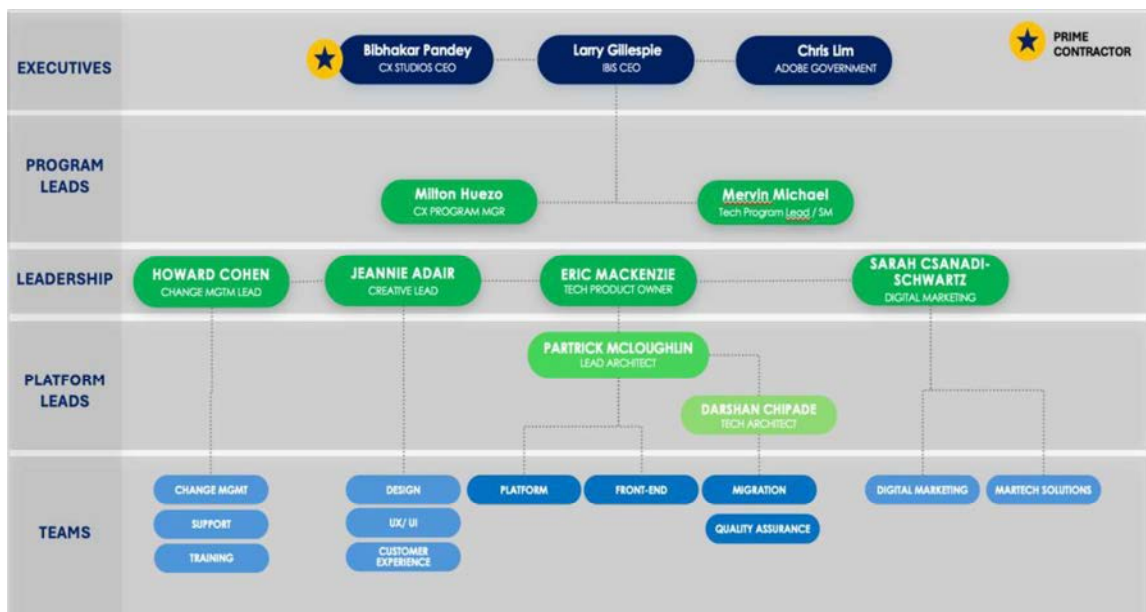 Bibhakar Pandey
CX STUDIOS CEO
Larry Gillespie
IBIS CEO
Chris Lim
ADOBE GOVERNMENT
PRIME
CONTRACTOR
EXECUTIVES
PROGRAM
LEADS
Milton Huezo
CX PROGRAM MGR
Mervin Michael
Tech Program Lead / SM
LEADERSHIP
HOWARD COHEN
CHANGE MGTM LEAD
JEANNIE ADAIR
CREATIVE LEAD
ERIC MACKENZIE
TECH PRODUCT OWNER
SARAH CSANADI-
SCHWARTZ
DIGITAL MARKETING
PLATFORM
LEADS
PARTRICK MCLOUGHLIN
LEAD ARCHITECT
DARSHAN CHIPADE
TECH ARCHITECT
TEAMS
CHANGE MGMT
SUPPORT
TRAINING
DESIGN
UX/ UI
CUSTOMER
EXPERIENCE
PLATFORM
FRONT-END
MIGRATION
QUALITY ASSURANCE
DIGITAL MARKETING
MARTECH SOLUTIONS